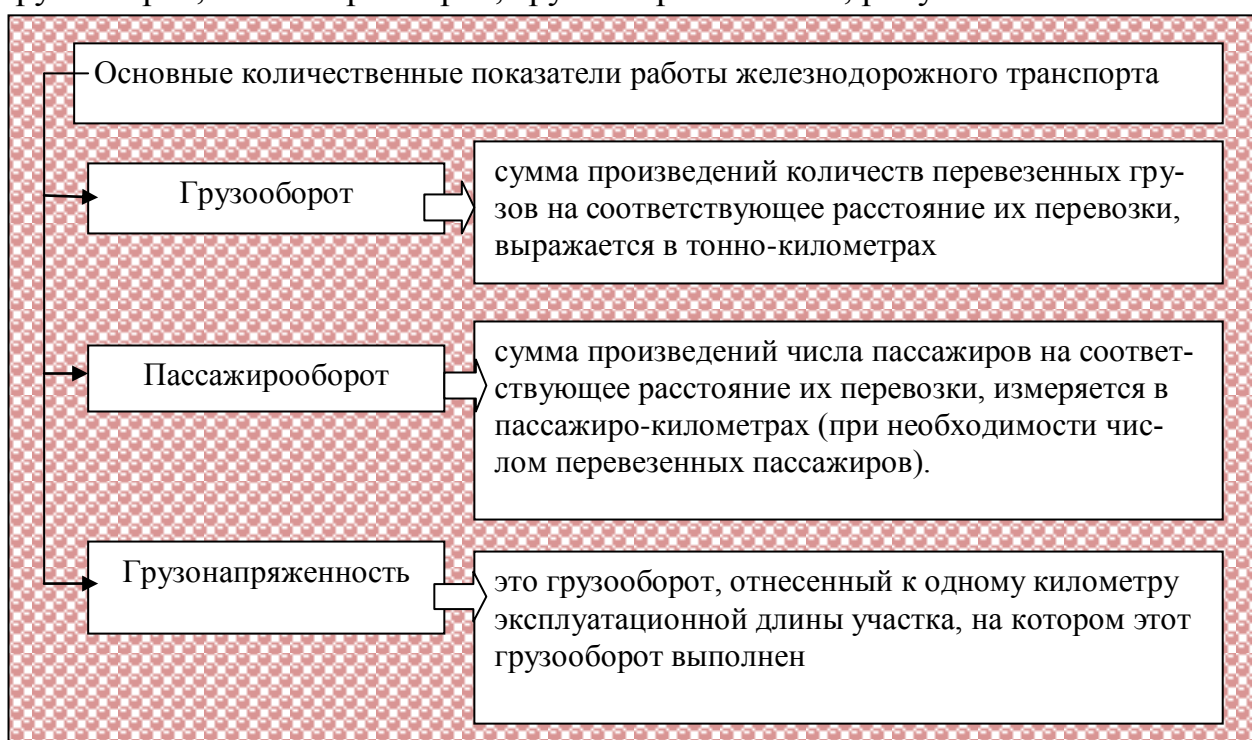 Основные количественные показатели работы железнодорожного транспорта
Грузооборот
сумма произведений количеств перевезенных гру-
зов на соответствующее расстояние их перевозки,
выражается в тонно-километрах
Пассажирооборот
сумма произведений числа пассажиров на соответ-
ствующее расстояние их перевозки, измеряется в
пассажиро-километрах (при необходимости чис-
лом перевезенных пассажиров).
Грузонапряженность
это грузооборот, отнесенный к одному километру
эксплуатационной длины участка, на котором этот
грузооборот выполнен